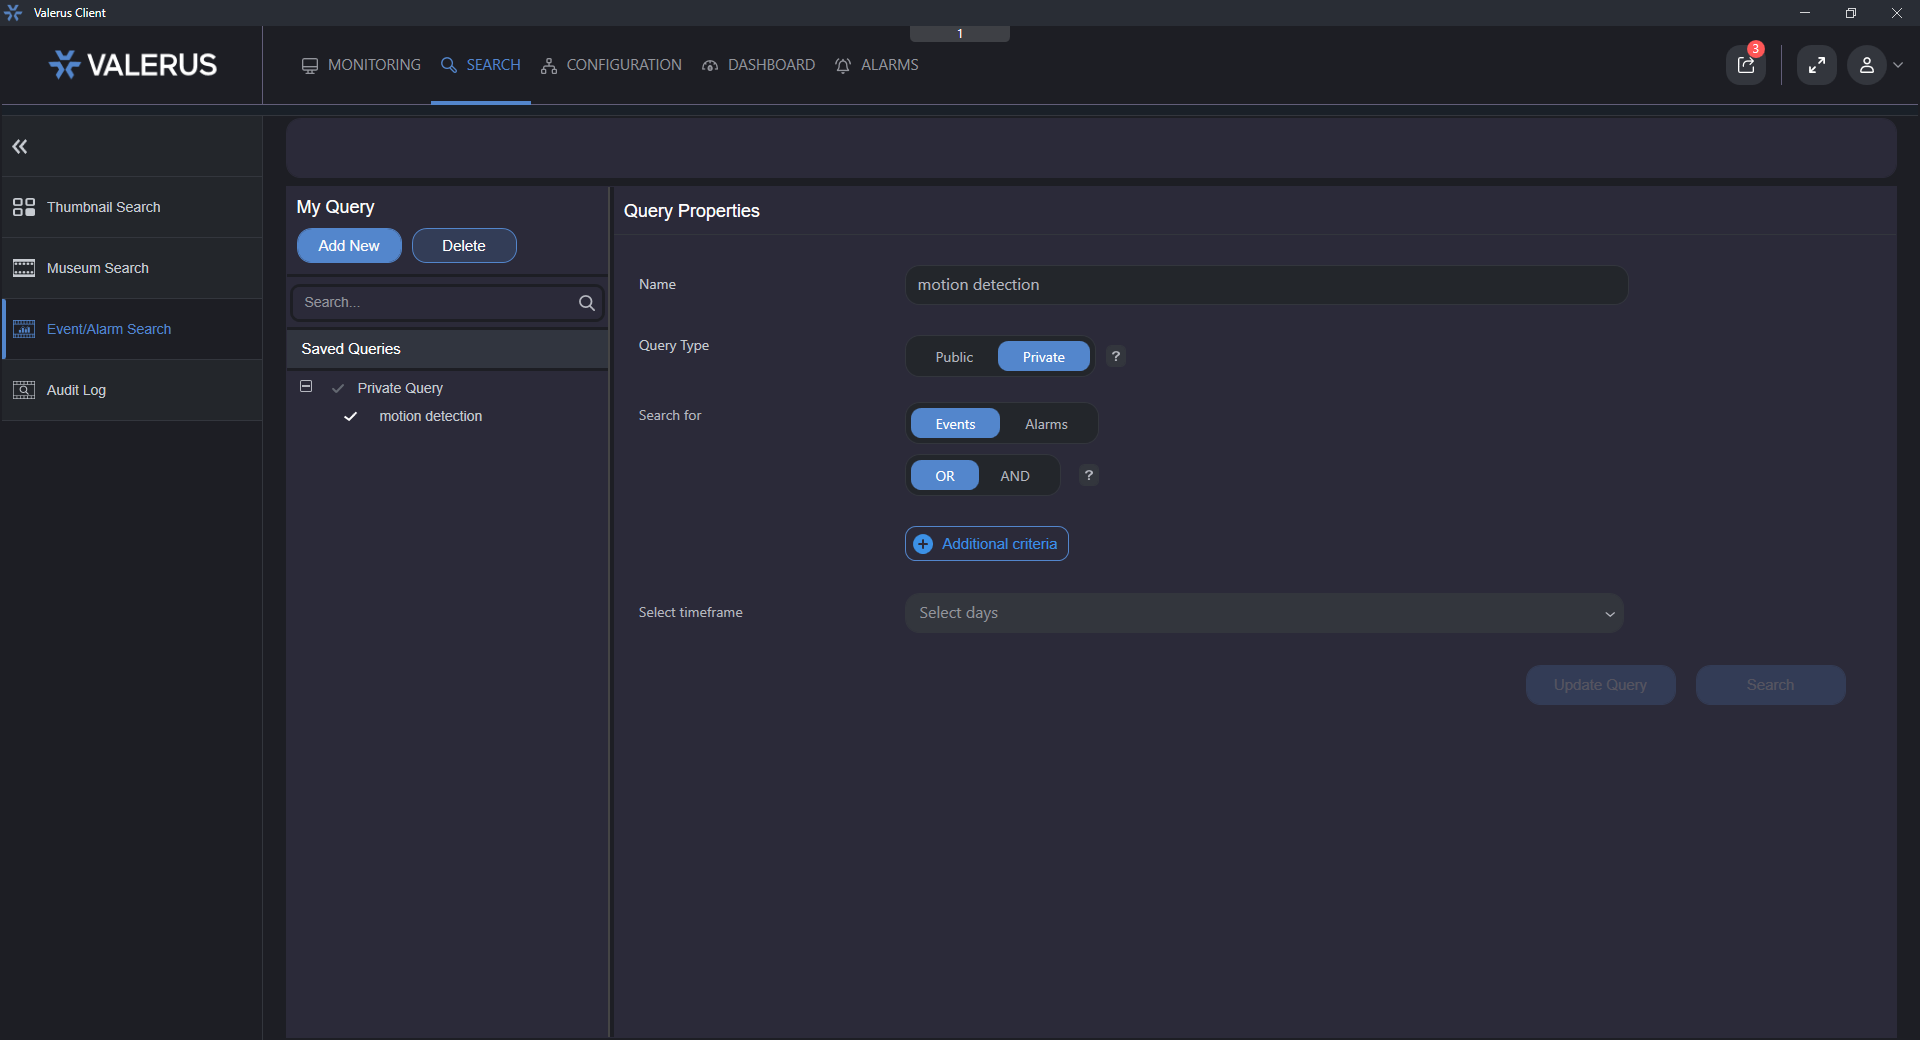 Valerus Client
1
VALERUS
MONITORING
SEARCH
CONFIGURATION
DASHBOARD
ALARMS
3
Thumbnail Search
Museum Search
Event/Alarm Search
Audit Log
My Query
Add New
Delete
Search...
Saved Queries
Private Query
motion detection
Query Properties
Name
motion detection
Query Type
Public
Private
?
Search for
Events
Alarms
OR
AND
?
Additional criteria
Select timeframe
Select days
Update Query
Search